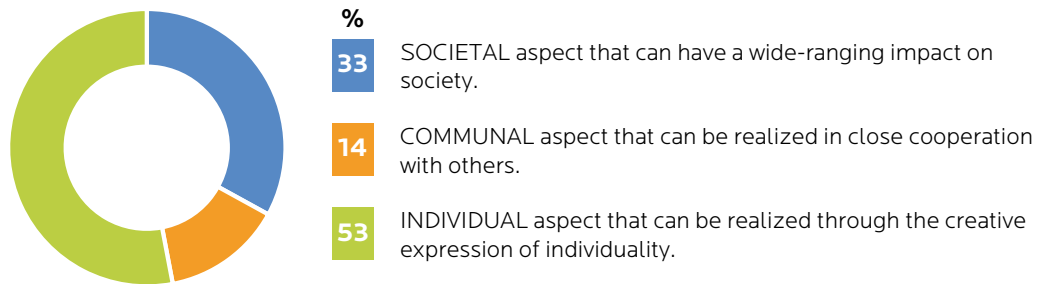 %
33
SOCIETAL aspect that can have a wide-ranging impact on
society.
14
COMMUNAL aspect that can be realized in close cooperation
with others.
53
INDIVIDUAL aspect that can be realized through the creative
expression of individuality.